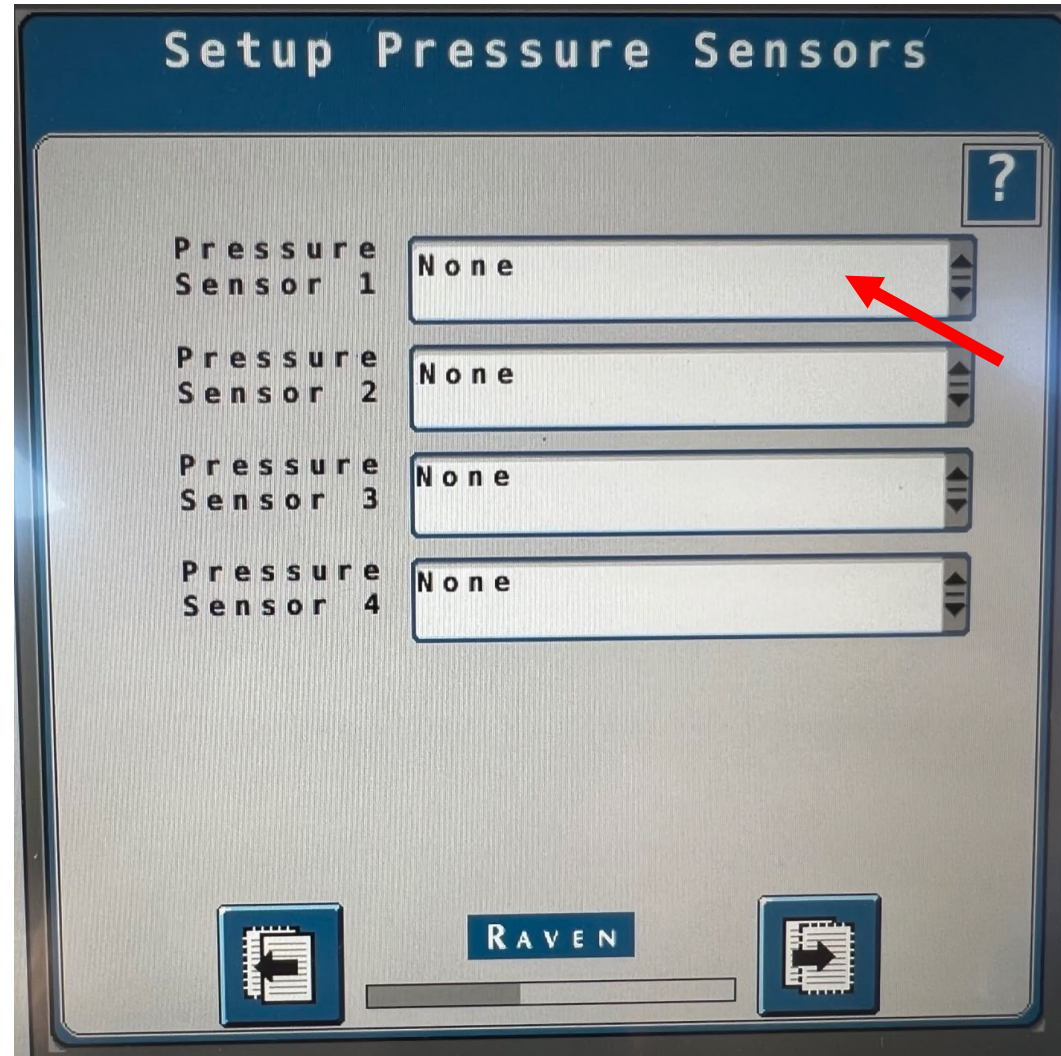 Setup Pressure Sensors
?
Pressure
Sensor 1
None
Pressure
Sensor 2
None
Pressure
Sensor 3
None
Pressure
Sensor 4
None
RAVEN